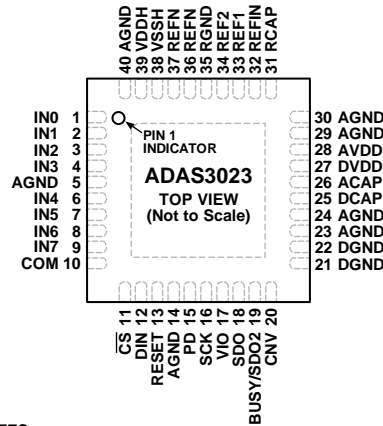 40 AGND
39 VDDH
38 VSSH
37 REFN
36 REFN
35 RGND
34 REF2
33 REF1
32 REFIN
31 RCAP
IN0 1
IN1 2
IN2 3
IN3 4
AGND 5
IN4 6
IN5 7
IN6 8
IN7 9
COM 10
PIN 1
INDICATOR
ADAS3023
TOP VIEW
(Not to Scale)
30 AGND
29 AGND
28 AVDD
27 DVDD
26 ACAP
25 DCAP
24 AGND
23 AGND
22 DGND
21 DGND
CS 11
DIN 12
RESET 13
AGND 14
PD 15
SCK 16
VIO 17
SDO 18
BUSY/SDO2 19
CNV 20